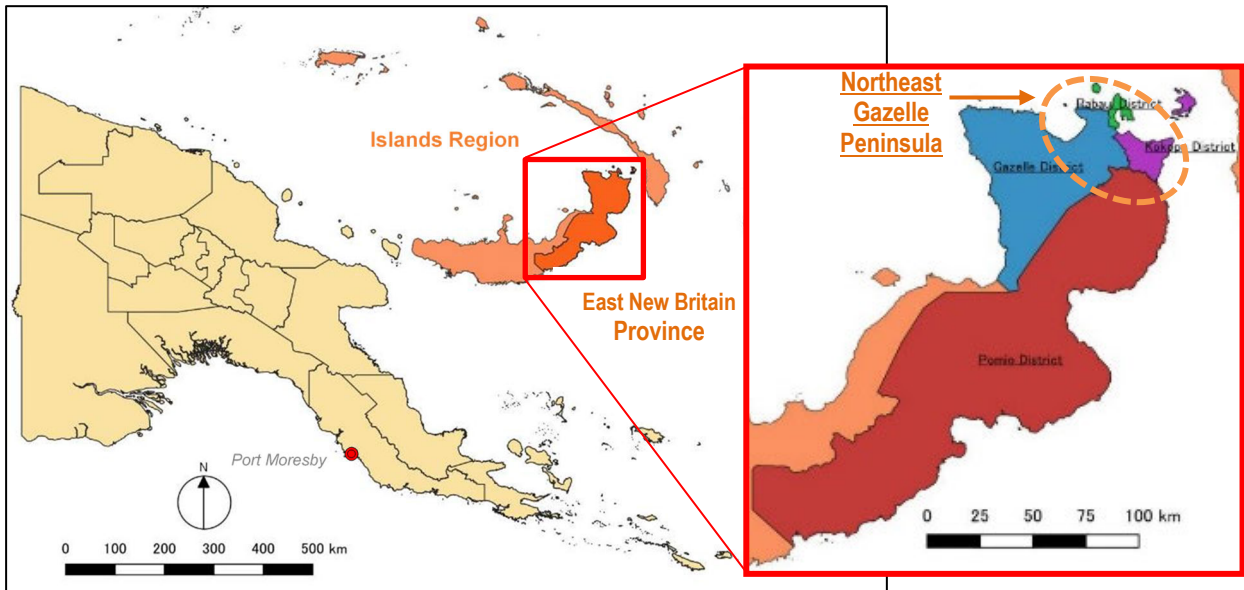 Islands Region
East New Britain
Province
Port Moresby
N
0 100 200 300 400 500 km
Northeast
Gazelle
Peninsula
Rabaul District
Kokopo District
Gazelle District
Pomio District
0 25 50 75 100 km